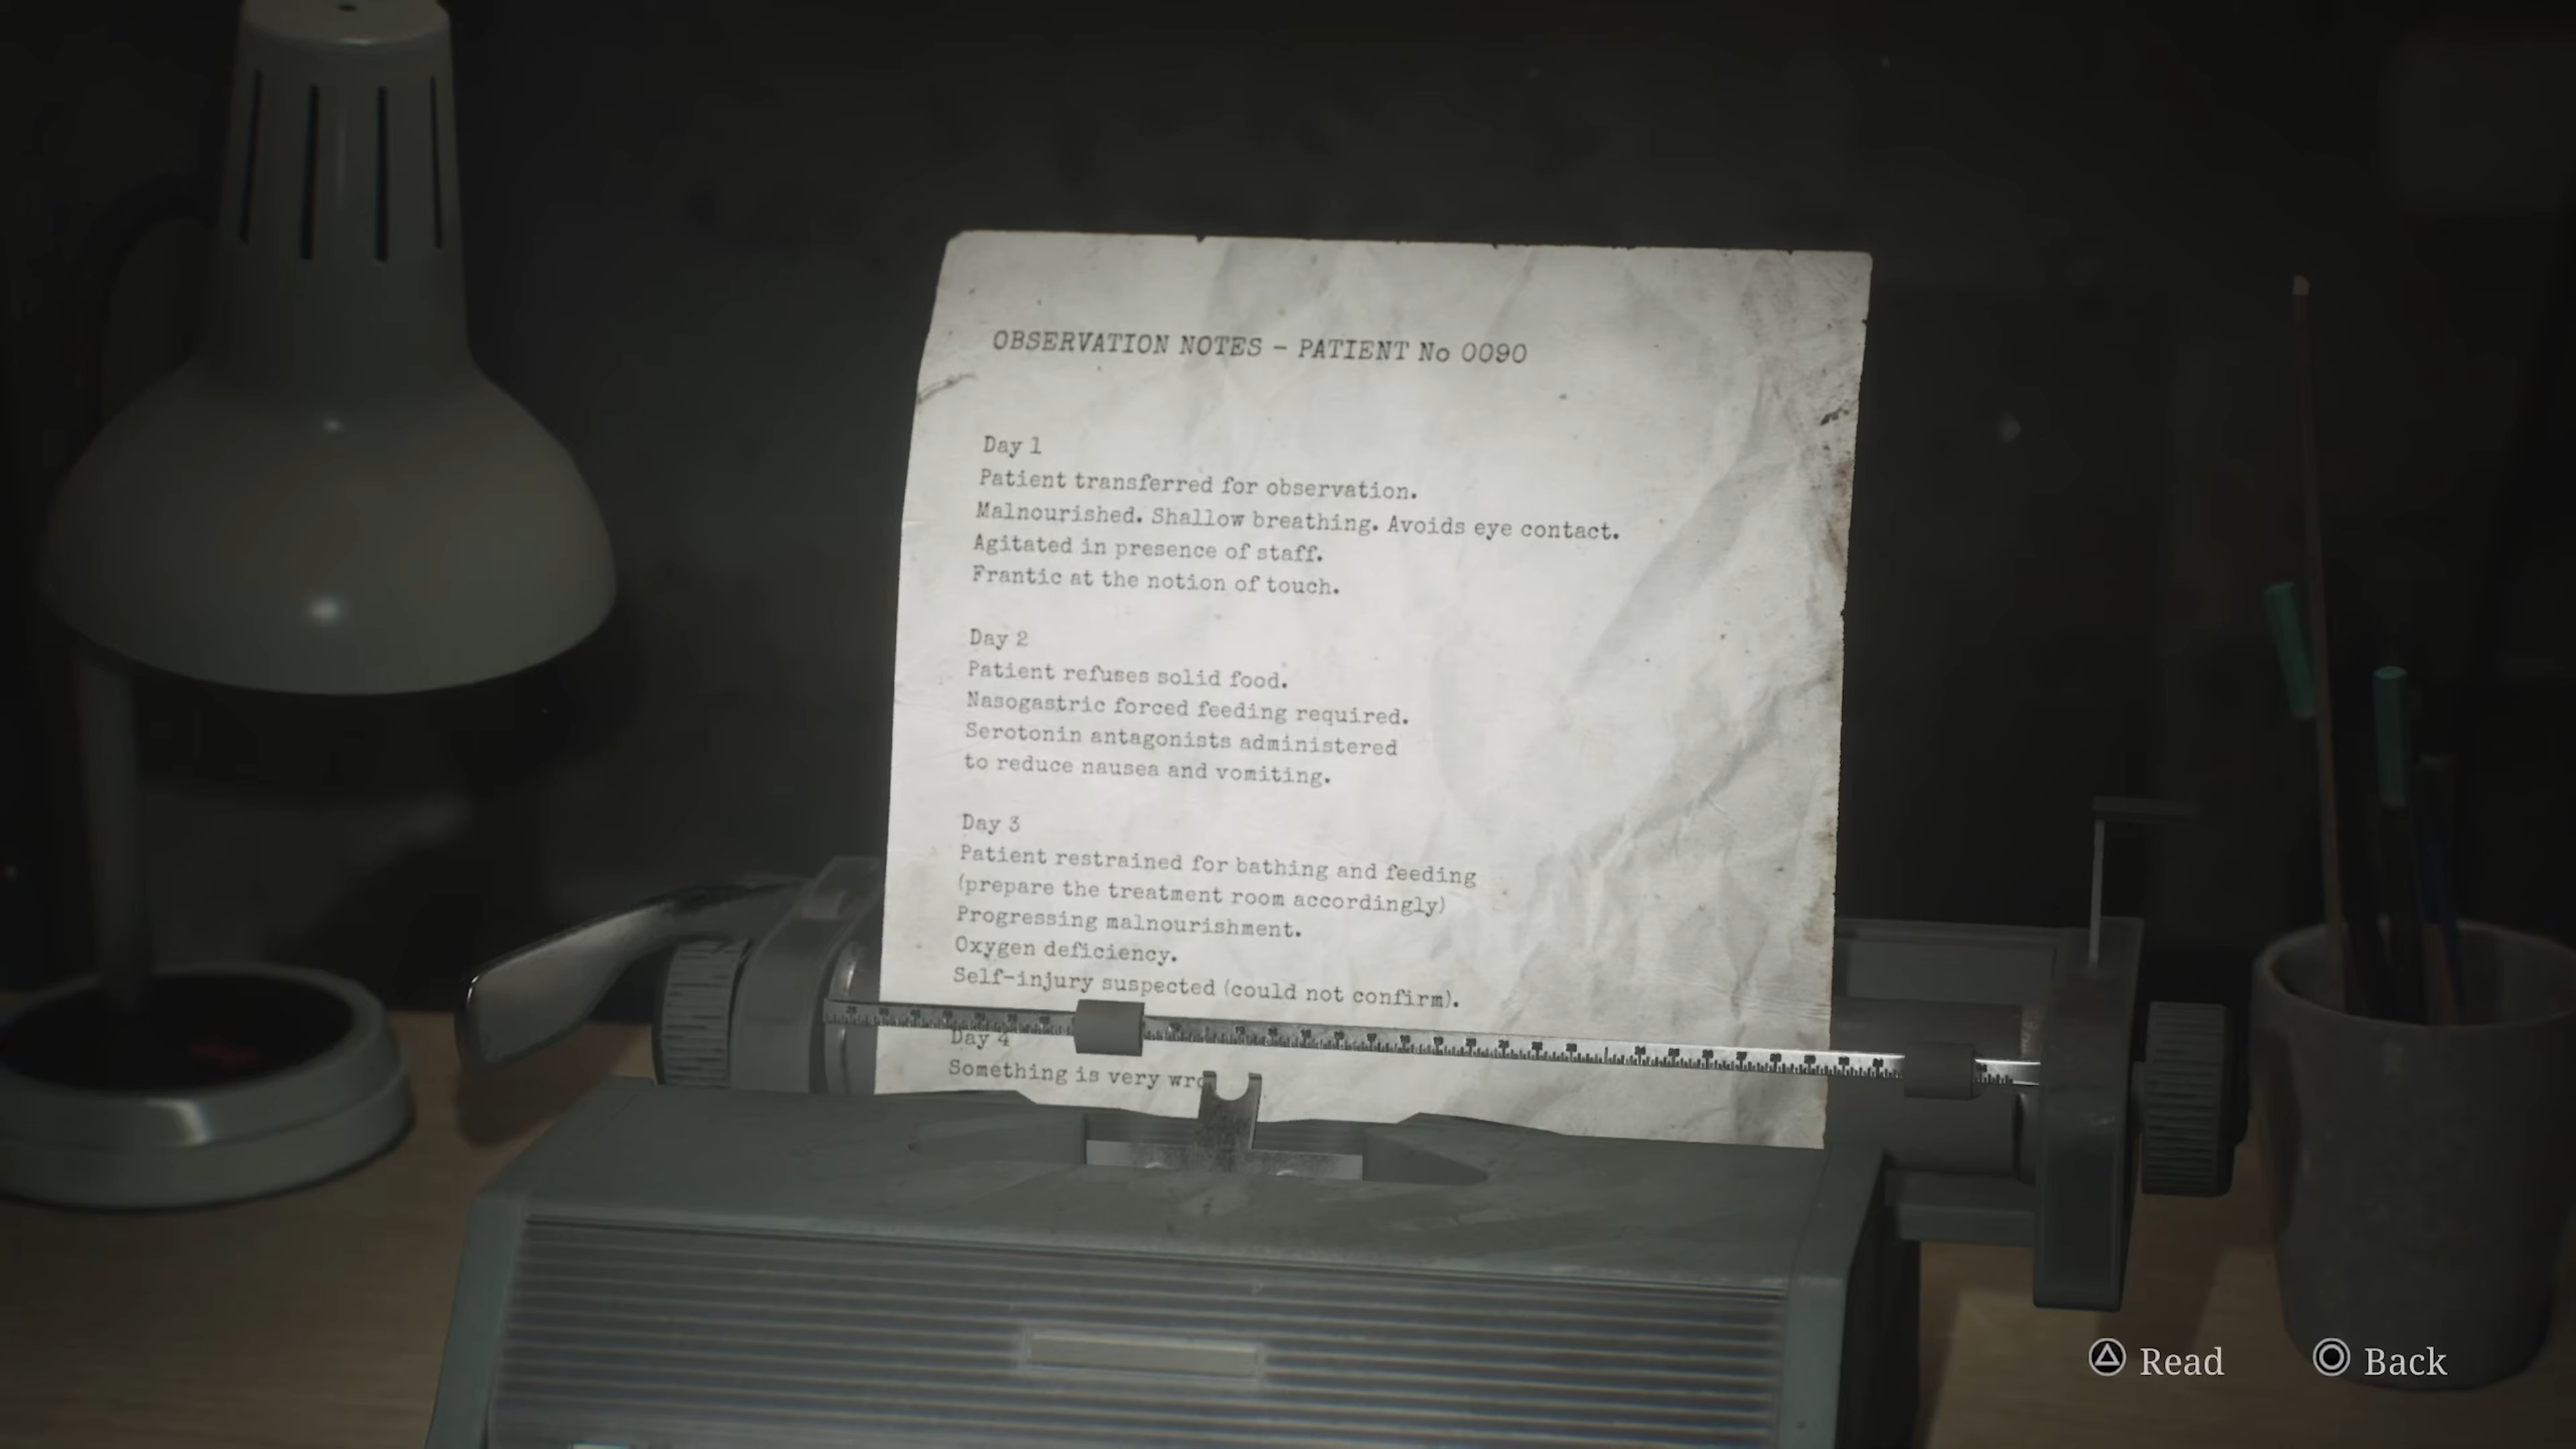 OBSERVATION NOTES - PATIENT No 0090
Day 1
Patient transferred for observation.
Malnourished. Shallow breathing. Avoids eye contact.
Agitated in presence of staff.
Frantic at the notion of touch.
Day 2
Patient refuses solid food.
Nasogastric forced feeding required.
Serotonin antagonists administered
to reduce nausea and vomiting.
Day 3
Patient restrained for bathing and feeding
(prepare the treatment room accordingly)
Progressing malnourishment.
Oxygen deficiency.
Self-injury suspected (could not confirm).
Day 4
Something is very wro
Read
Back